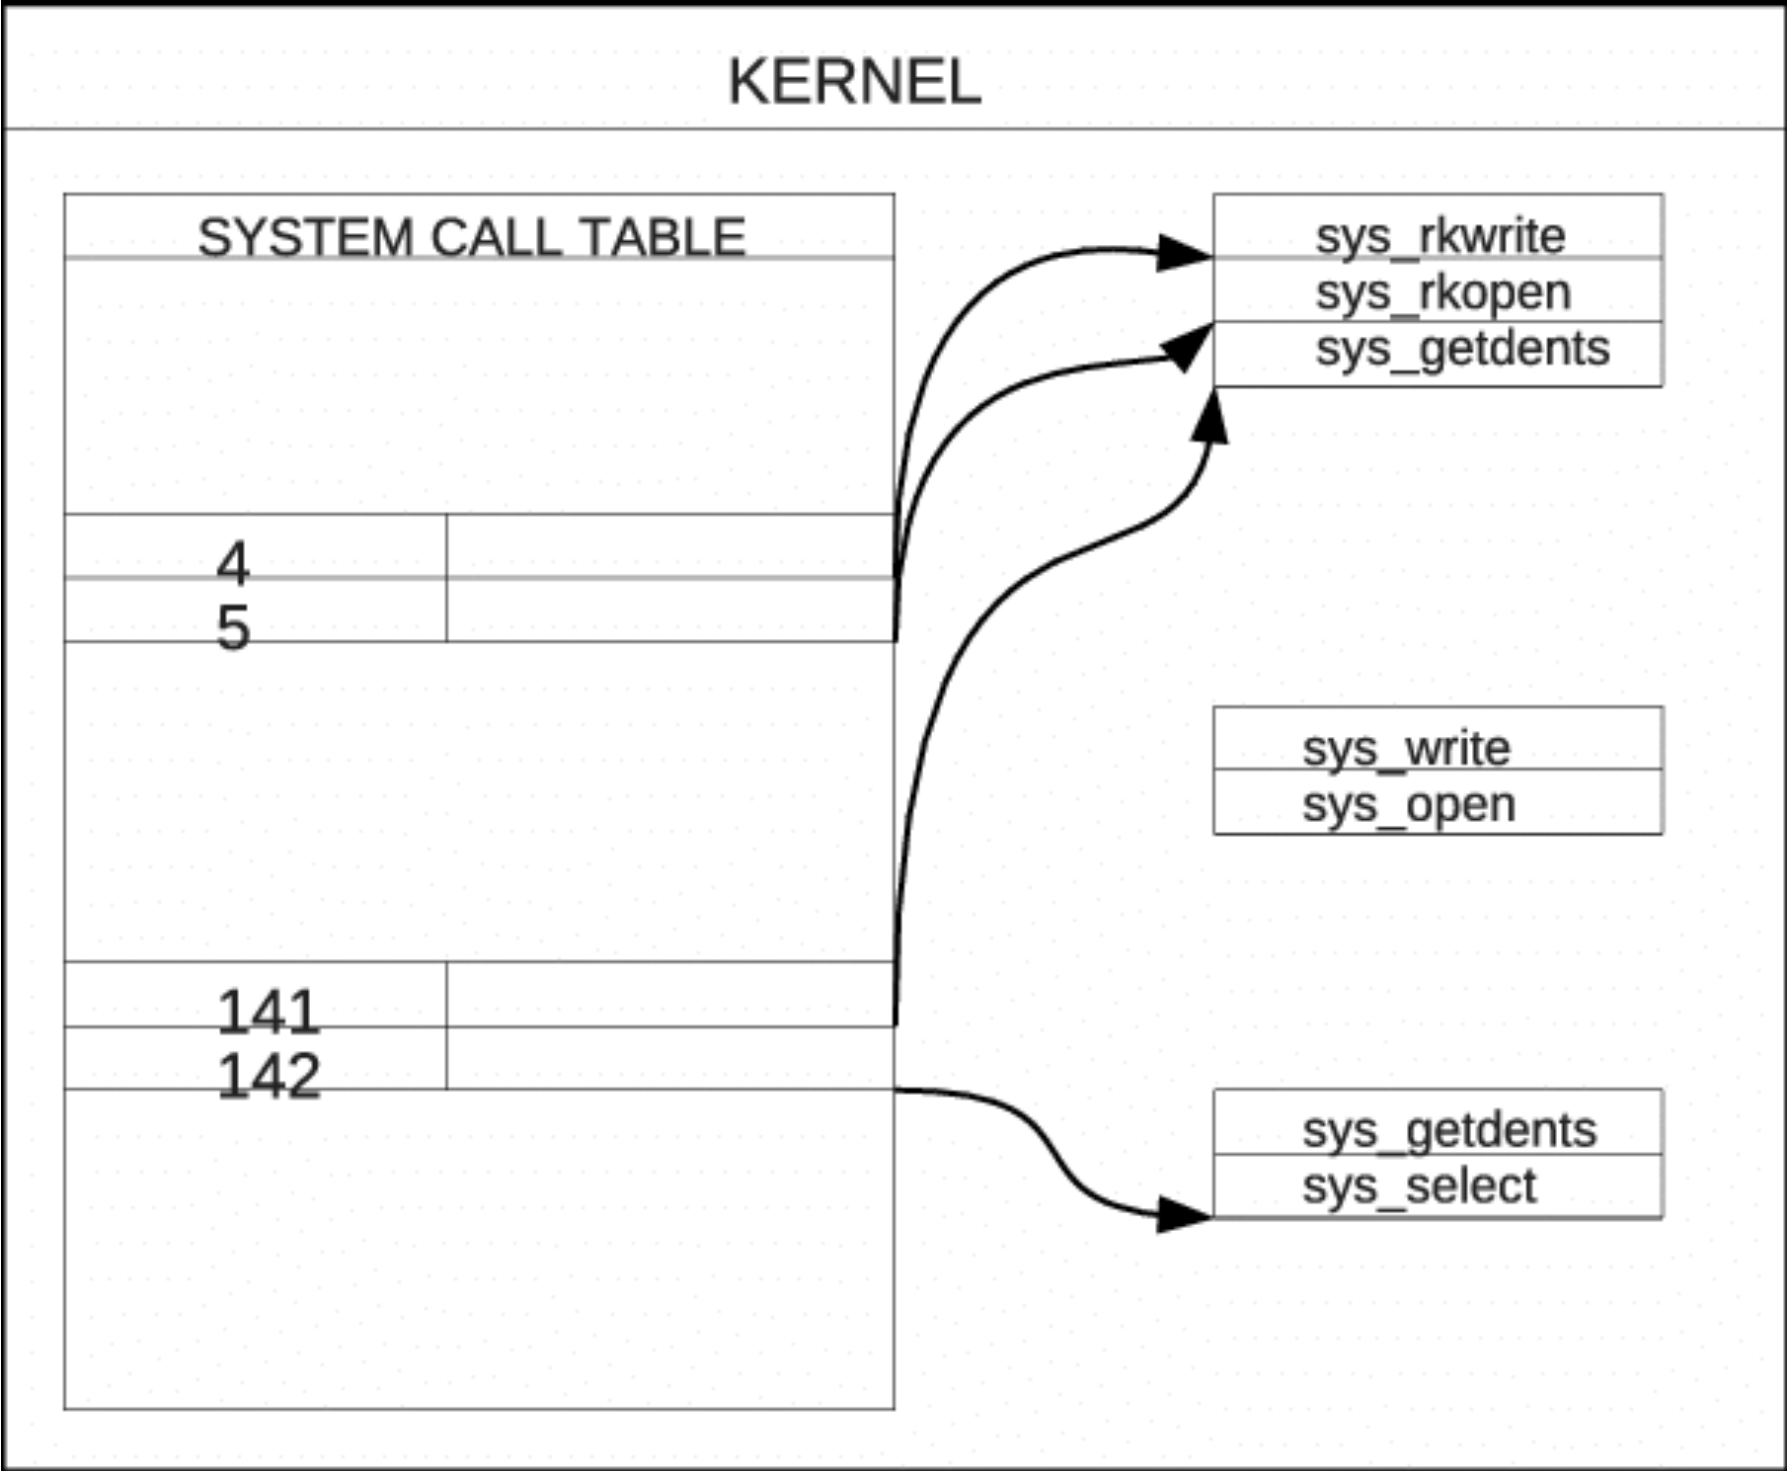 KERNEL
SYSTEM CALL TABLE
4
5
141
142
sys_rkwrite
sys_rkopen
sys_getdents
sys_write
sys_open
sys_getdents
sys_select